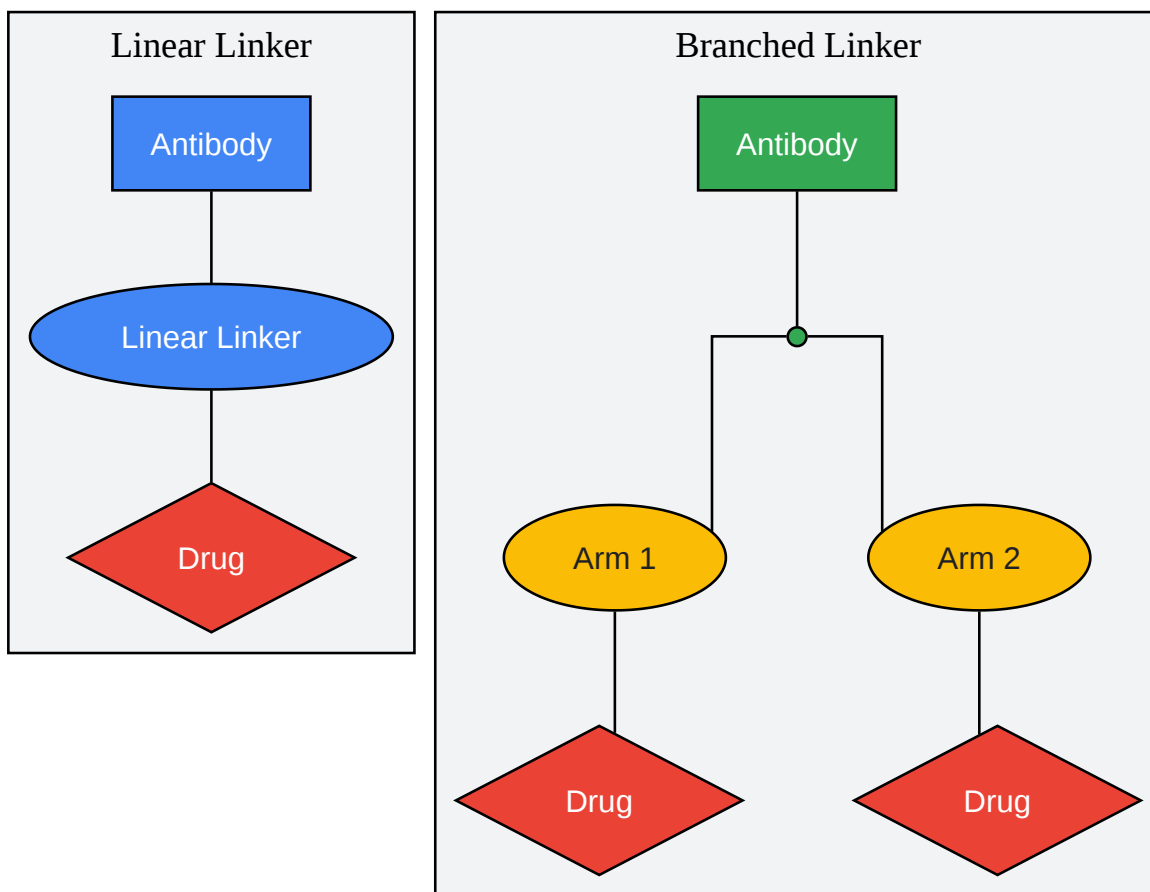 Linear Linker
Antibody
Linear Linker
Drug
Branched Linker
Antibody
Arm 1
Arm 2
Drug
Drug